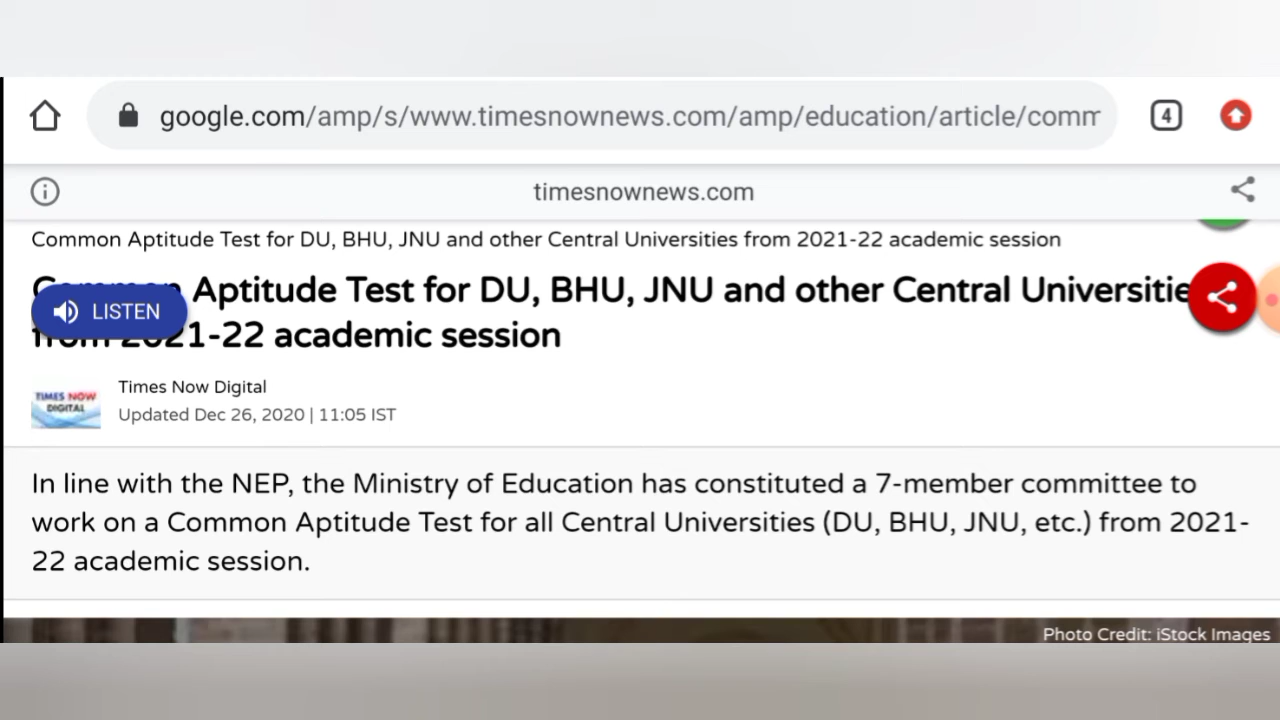 google.com/amp/s/www.timesnownews.com/amp/education/article/comm
4
timesnownews.com
Common Aptitude Test for DU, BHU, JNU and other Central Universities from 2021-22 academic session
Aptitude Test for DU, BHU, JNU and other Central Universitie
LISTEN
from 2021-22 academic session
Times Now Digital
TIMES NOW
DIGITAL
Updated Dec 26, 2020 | 11:05 IST
In line with the NEP, the Ministry of Education has constituted a 7-member committee to
work on a Common Aptitude Test for all Central Universities (DU, BHU, JNU, etc.) from 2021-
22 academic session.
Photo Credit: iStock Images